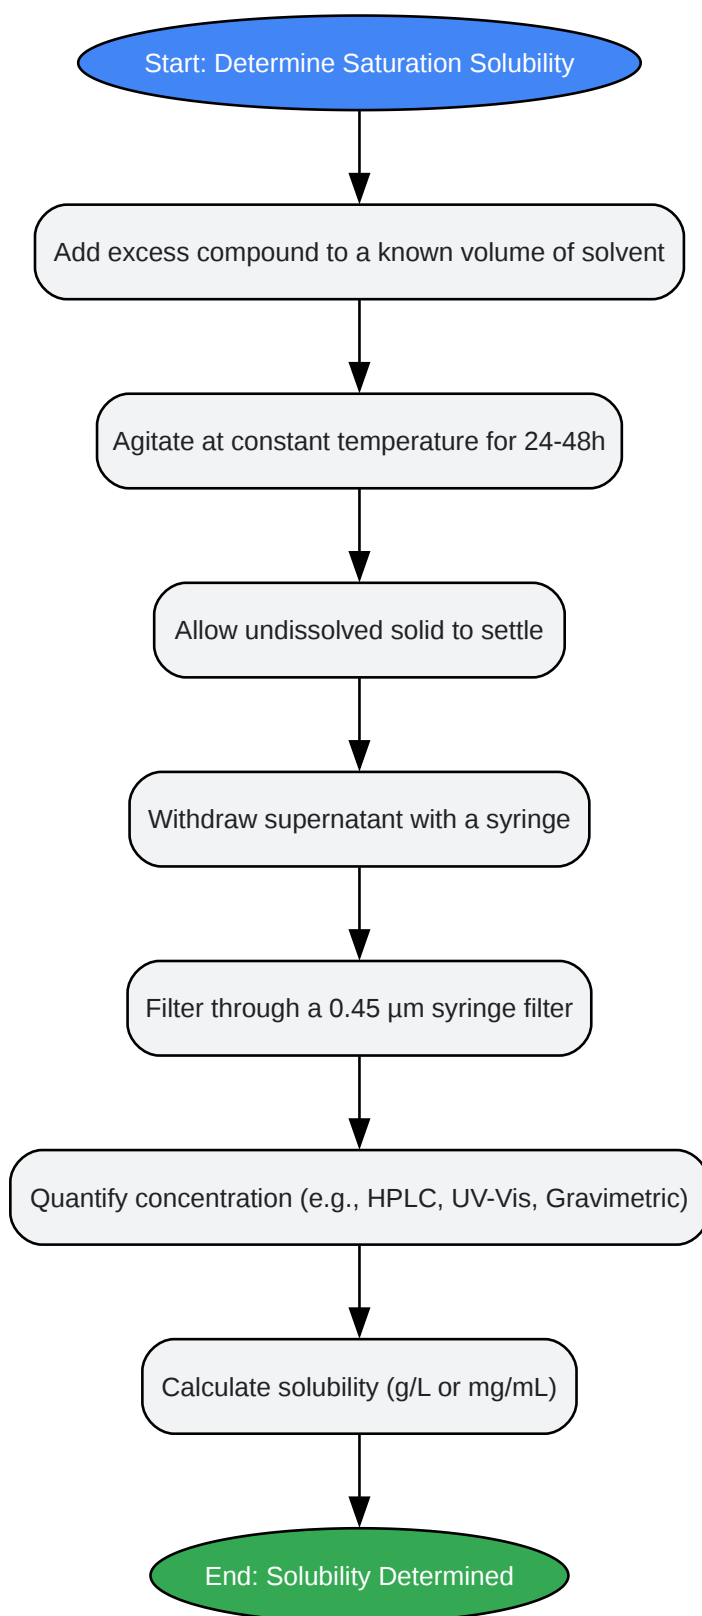 Start: Determine Saturation Solubility
Add excess compound to a known volume of solvent
Agitate at constant temperature for 24-48h
Allow undissolved solid to settle
Withdraw supernatant with a syringe
Filter through a 0.45 µm syringe filter
Quantify concentration (e.g., HPLC, UV-Vis, Gravimetric)
Calculate solubility (g/L or mg/mL)
End: Solubility Determined